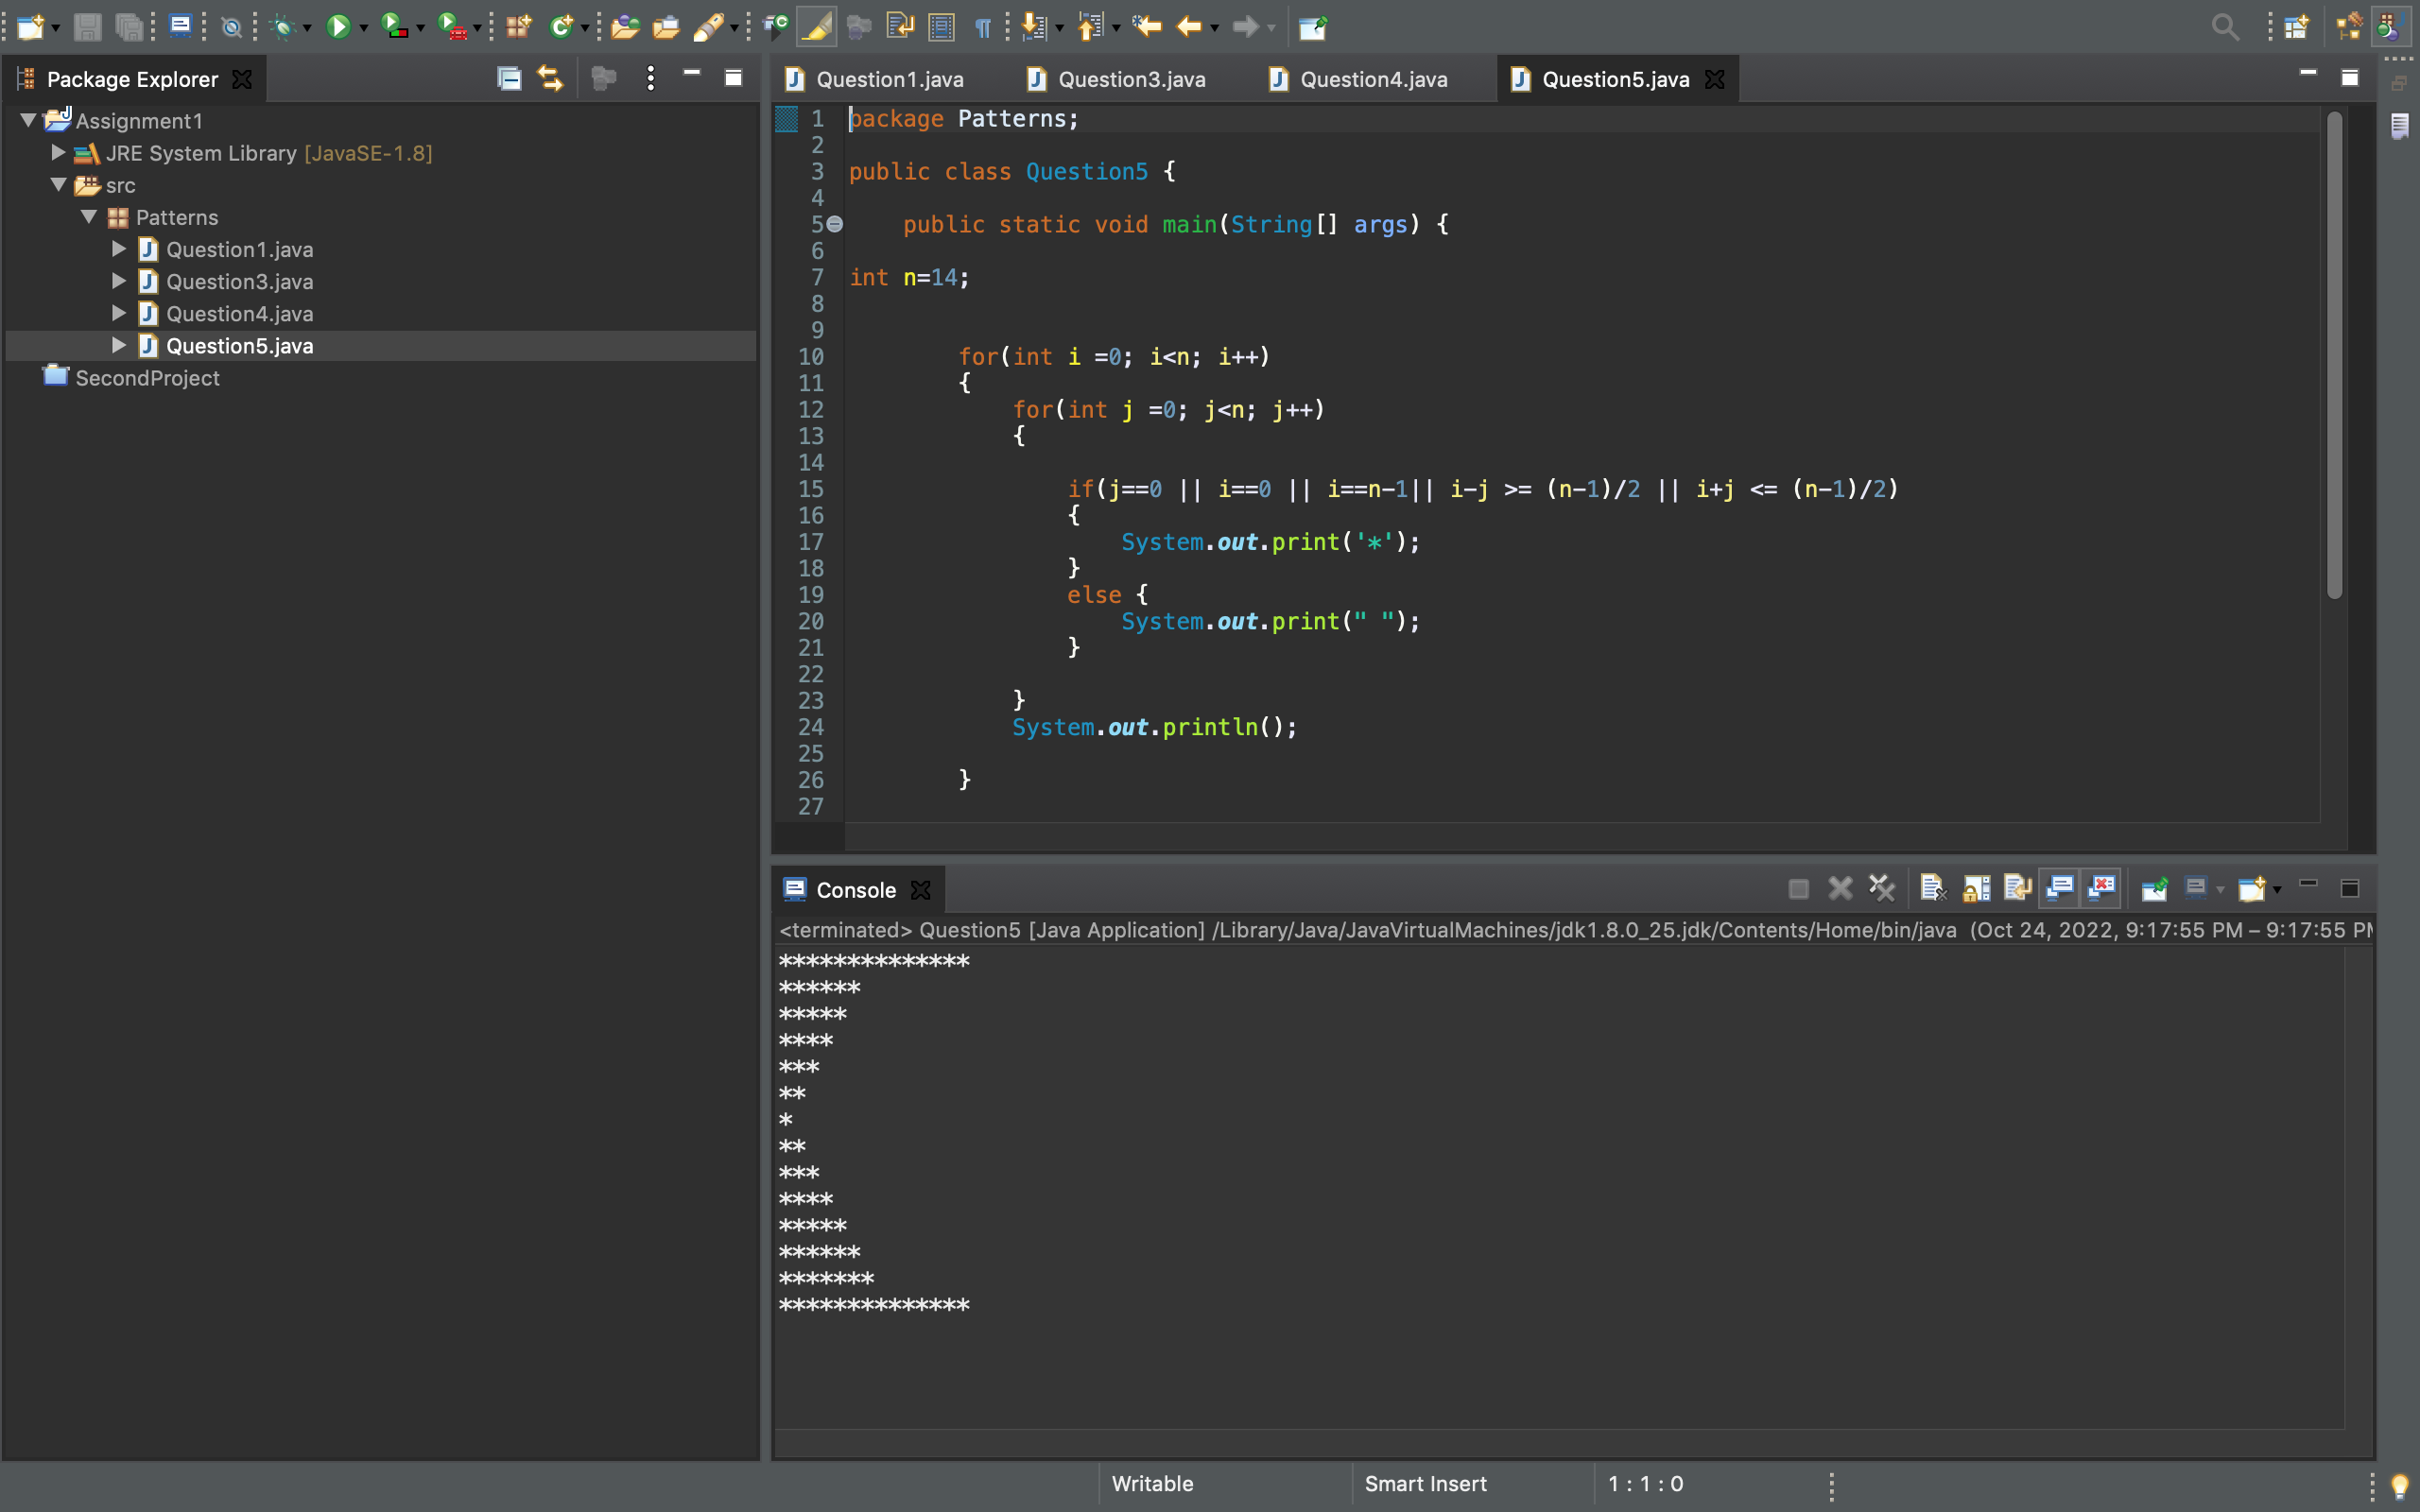 Package Explorer
Assignment1
JRE System Library [JavaSE-1.8]
src
Patterns
Question1.java
Question3.java
Question4.java
Question5.java
SecondProject
Question1.java Question3.java Question4.java Question5.java
1 package Patterns;
2
3 public class Question5 {
4
5 public static void main(String[] args) {
6
7 int n=14;
8
9
10 for(int i =0; i<n; i++)
11 {
12 for(int j =0; j<n; j++)
13 {
14
15 if(j==0 || i==0 || i==n-1|| i-j >= (n-1)/2 || i+j <= (n-1)/2)
16 {
17 System.out.print('*');
18 }
19 else {
20 System.out.print(" ");
21 }
22
23 }
24 System.out.println();
25
26 }
27
Console
<terminated> Question5 [Java Application] /Library/Java/JavaVirtualMachines/jdk1.8.0_25.jdk/Contents/Home/bin/java (Oct 24, 2022, 9:17:55 PM – 9:17:55 PM
**************
******
*****
****
***
**
*
**
***
****
*****
******
*******
**************
Writable Smart Insert 1 : 1 : 0